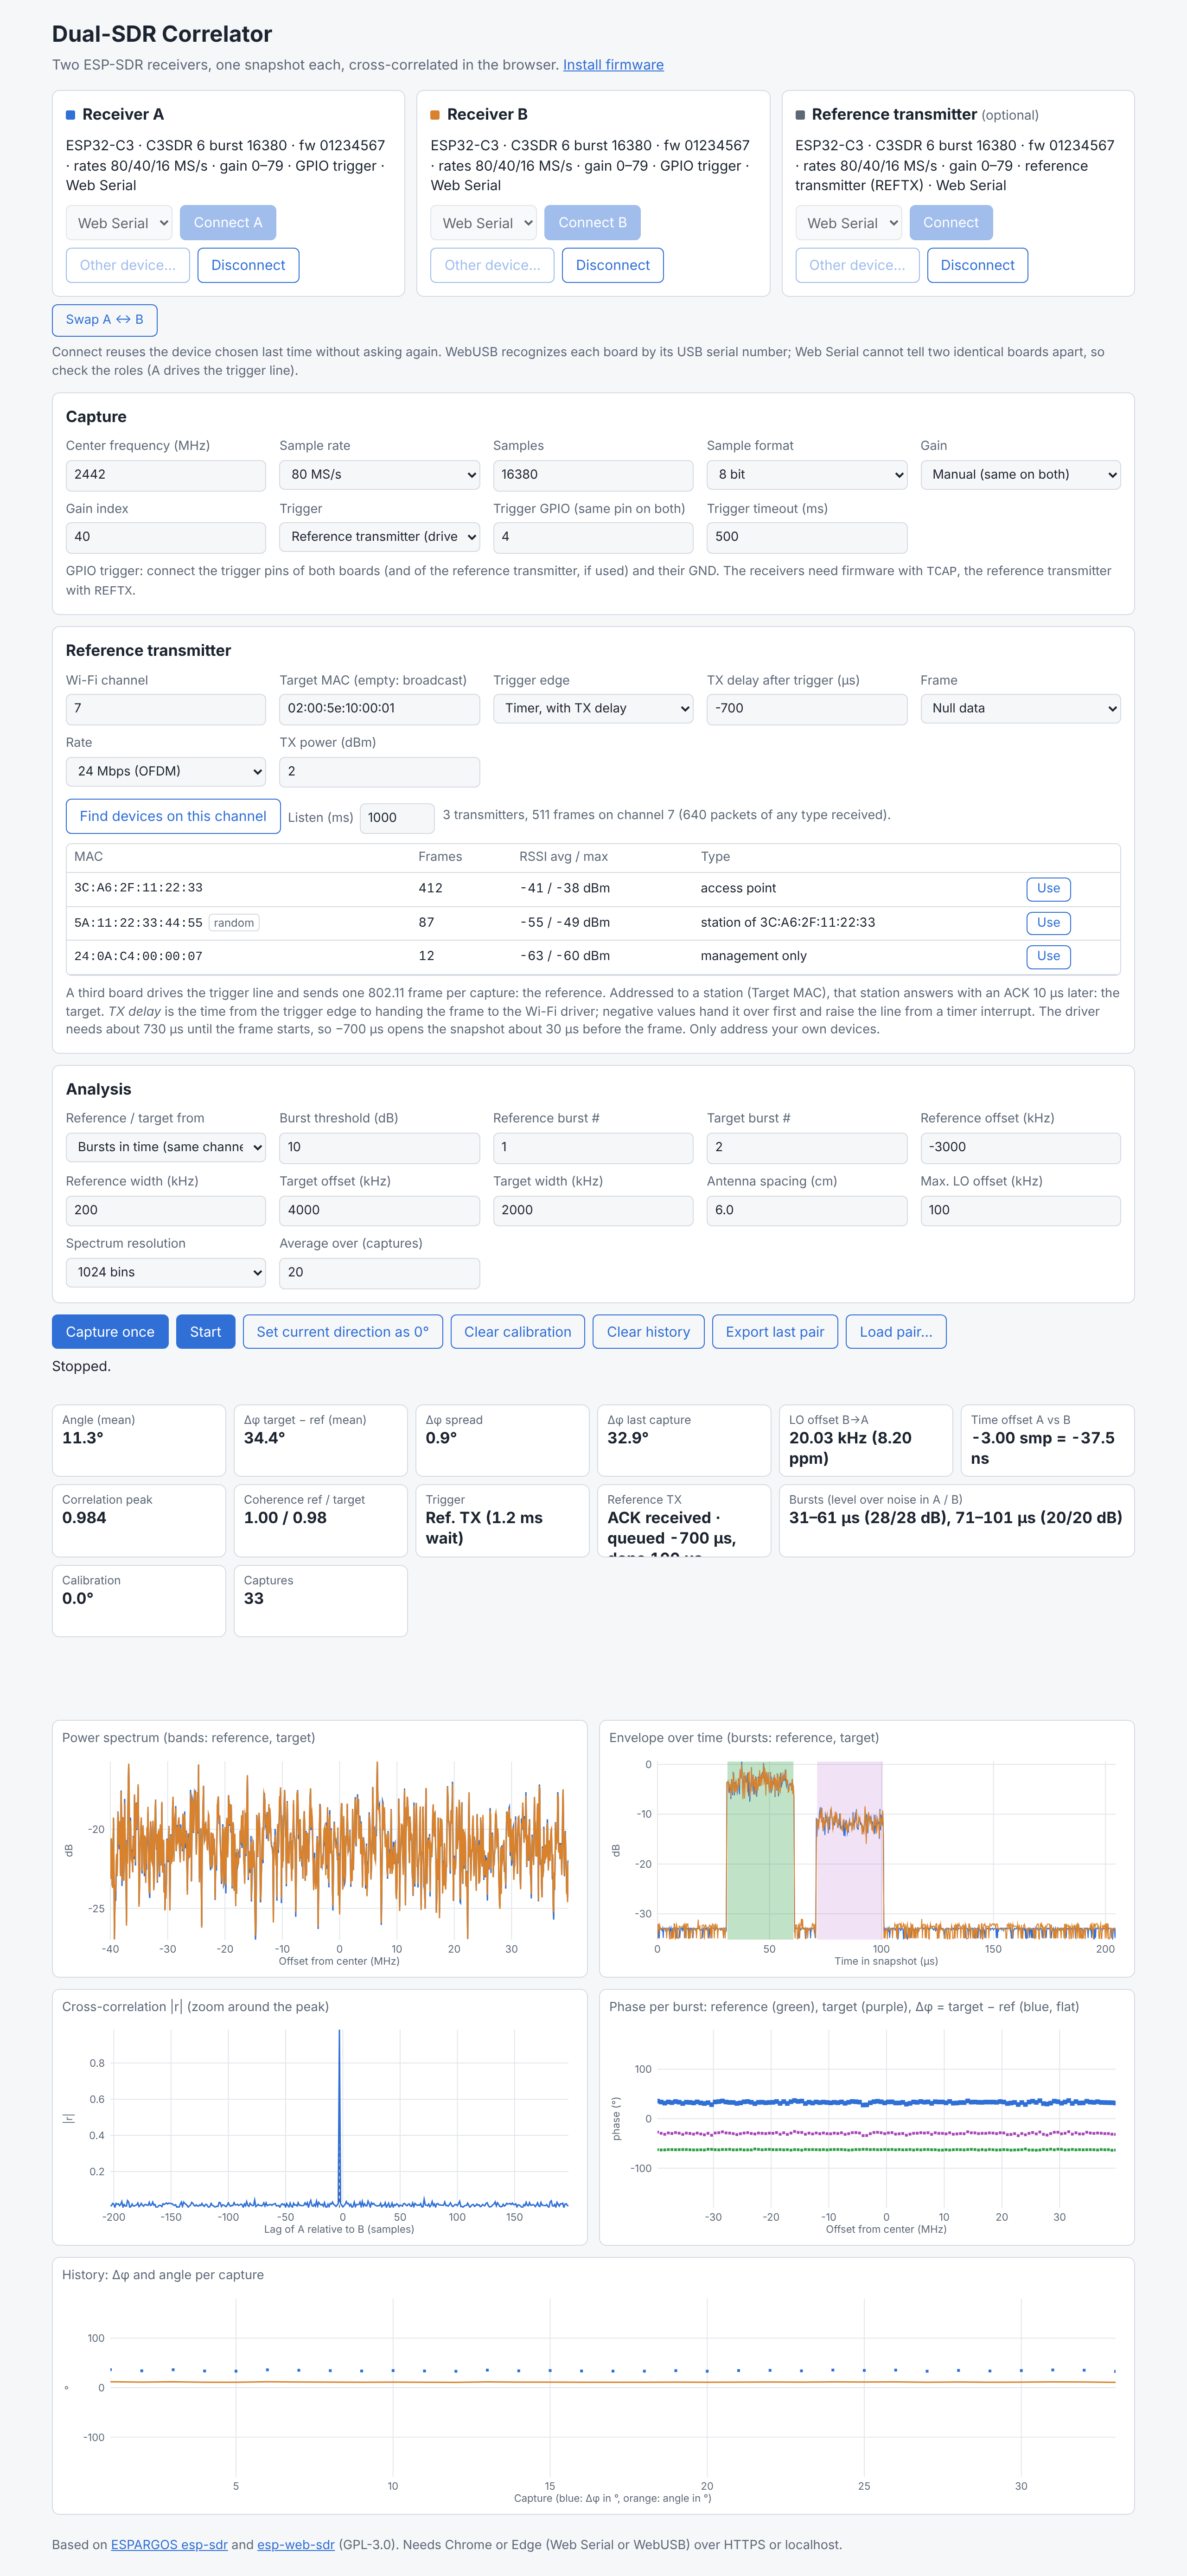 Dual-SDR Correlator
Two ESP-SDR receivers, one snapshot each, cross-correlated in the browser. Install firmware
Receiver A
ESP32-C3 · C3SDR 6 burst 16380 · fw 01234567
· rates 80/40/16 MS/s · gain 0–79 · GPIO trigger ·
Web Serial
Web Serial
Connect A
Other device...
Disconnect
Receiver B
ESP32-C3 · C3SDR 6 burst 16380 · fw 01234567
· rates 80/40/16 MS/s · gain 0–79 · GPIO trigger ·
Web Serial
Web Serial
Connect B
Other device...
Disconnect
Reference transmitter (optional)
ESP32-C3 · C3SDR 6 burst 16380 · fw 01234567
· rates 80/40/16 MS/s · gain 0–79 · reference
transmitter (REFTX) · Web Serial
Web Serial
Connect
Other device...
Disconnect
Swap A ↔ B
Connect reuses the device chosen last time without asking again. WebUSB recognizes each board by its USB serial number; Web Serial cannot tell two identical boards apart, so
check the roles (A drives the trigger line).
Capture
Center frequency (MHz)
2442
Sample rate
80 MS/s
Samples
16380
Sample format
8 bit
Gain
Manual (same on both)
Gain index
40
Trigger
Reference transmitter (drive
Trigger GPIO (same pin on both)
4
Trigger timeout (ms)
500
GPIO trigger: connect the trigger pins of both boards (and of the reference transmitter, if used) and their GND. The receivers need firmware with TCAP, the reference transmitter
with REFTX.
Reference transmitter
Wi-Fi channel
7
Target MAC (empty: broadcast)
02:00:5e:10:00:01
Trigger edge
Timer, with TX delay
TX delay after trigger (µs)
-700
Frame
Null data
Rate
24 Mbps (OFDM)
TX power (dBm)
2
Find devices on this channel
Listen (ms)
1000
3 transmitters, 511 frames on channel 7 (640 packets of any type received).
MAC Frames RSSI avg / max Type
3C:A6:2F:11:22:33 412 -41 / -38 dBm access point Use
5A:11:22:33:44:55 random 87 -55 / -49 dBm station of 3C:A6:2F:11:22:33 Use
24:0A:C4:00:00:07 12 -63 / -60 dBm management only Use
A third board drives the trigger line and sends one 802.11 frame per capture: the reference. Addressed to a station (Target MAC), that station answers with an ACK 10 µs later: the
target. TX delay is the time from the trigger edge to handing the frame to the Wi-Fi driver; negative values hand it over first and raise the line from a timer interrupt. The driver
needs about 730 µs until the frame starts, so −700 µs opens the snapshot about 30 µs before the frame. Only address your own devices.
Analysis
Reference / target from
Bursts in time (same channe
Burst threshold (dB)
10
Reference burst #
1
Target burst #
2
Reference offset (kHz)
-3000
Reference width (kHz)
200
Target offset (kHz)
4000
Target width (kHz)
2000
Antenna spacing (cm)
6.0
Max. LO offset (kHz)
100
Spectrum resolution
1024 bins
Average over (captures)
20
Capture once
Start
Set current direction as 0°
Clear calibration
Clear history
Export last pair
Load pair...
Stopped.
Angle (mean)
11.3°
Δφ target − ref (mean)
34.4°
Δφ spread
0.9°
Δφ last capture
32.9°
LO offset B→A
20.03 kHz (8.20
ppm)
Time offset A vs B
-3.00 smp = -37.5
ns
Correlation peak
0.984
Coherence ref / target
1.00 / 0.98
Trigger
Ref. TX (1.2 ms
wait)
Reference TX
ACK received ·
queued -700 µs,
Bursts (level over noise in A / B)
31–61 µs (28/28 dB), 71–101 µs (20/20 dB)
Calibration
0.0°
Captures
33
Power spectrum (bands: reference, target)
dB
-20
-25
-40 -30 -20 -10 0 10 20 30
Offset from center (MHz)
Envelope over time (bursts: reference, target)
dB
0
-10
-20
-30
0 50 100 150 200
Time in snapshot (µs)
Cross-correlation |r| (zoom around the peak)
|r|
0.8
0.6
0.4
0.2
-200 -150 -100 -50 0 50 100 150
Lag of A relative to B (samples)
Phase per burst: reference (green), target (purple), Δφ = target − ref (blue, flat)
phase (°)
100
0
-100
-30 -20 -10 0 10 20 30
Offset from center (MHz)
History: Δφ and angle per capture
°
100
0
-100
5 10 15 20 25 30
Capture (blue: Δφ in °, orange: angle in °)
Based on ESPARGOS esp-sdr and esp-web-sdr (GPL-3.0). Needs Chrome or Edge (Web Serial or WebUSB) over HTTPS or localhost.